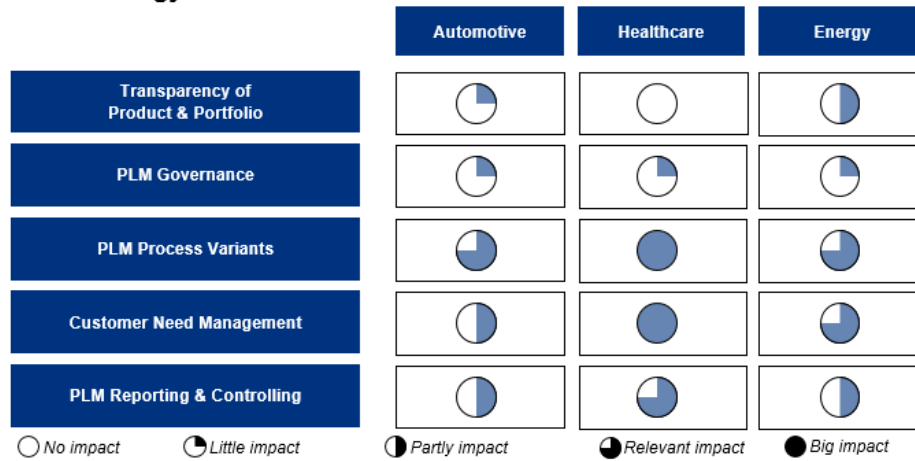 Automotive
Healthcare
Energy
Transparency of
Product & Portfolio
PLM Governance
PLM Process Variants
Customer Need Management
PLM Reporting & Controlling
No impact
Little impact
Partly impact
Relevant impact
Big impact